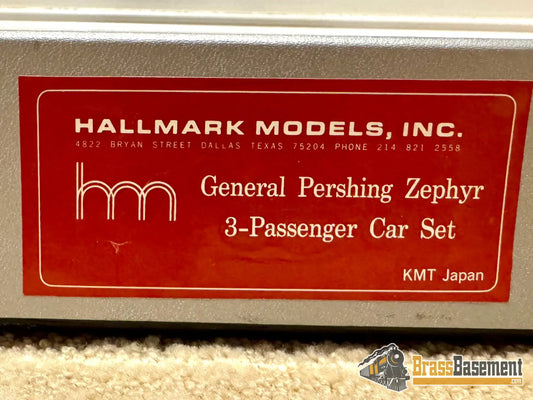 HALLMARK MODELS, INC.
4822 BRYAN STREET DALLAS TEXAS 75204 PHONE 214 821 2558
hm
General Pershing Zephyr
3-Passenger Car Set
KMT Japan
BrassBasement
.com